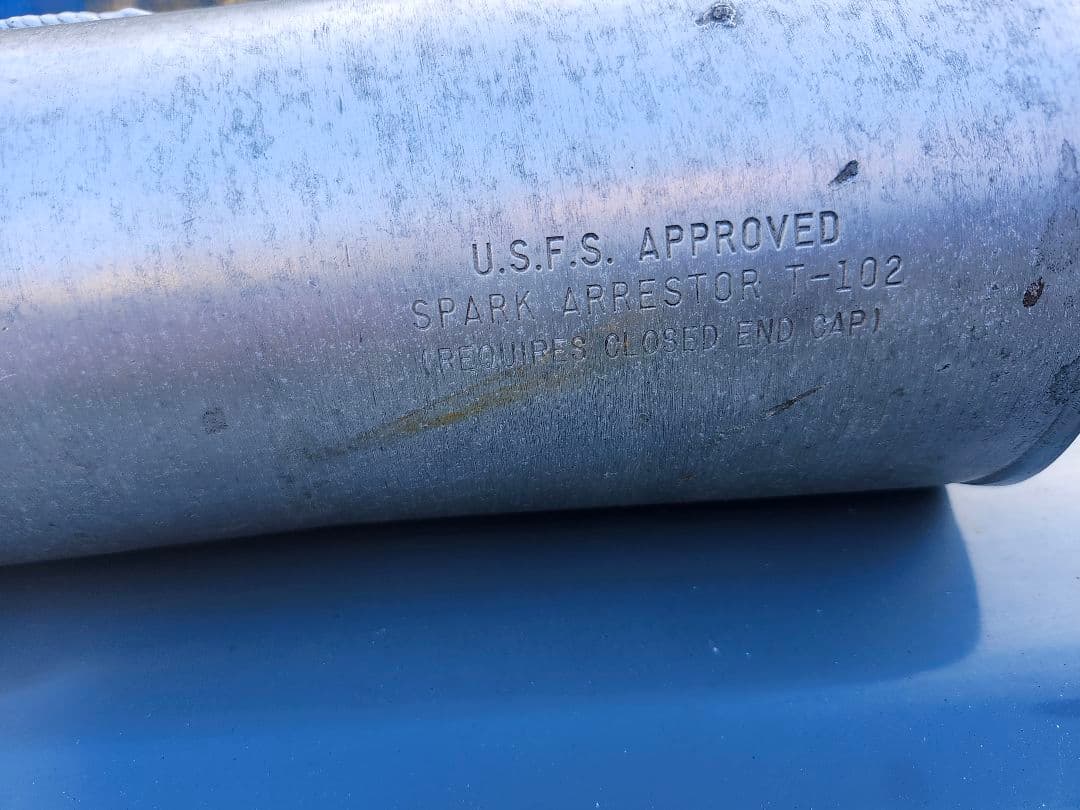 U.S.F.S. APPROVED
SPARK ARRESTOR T-102
(REQUIRES CLOSED END CAP)